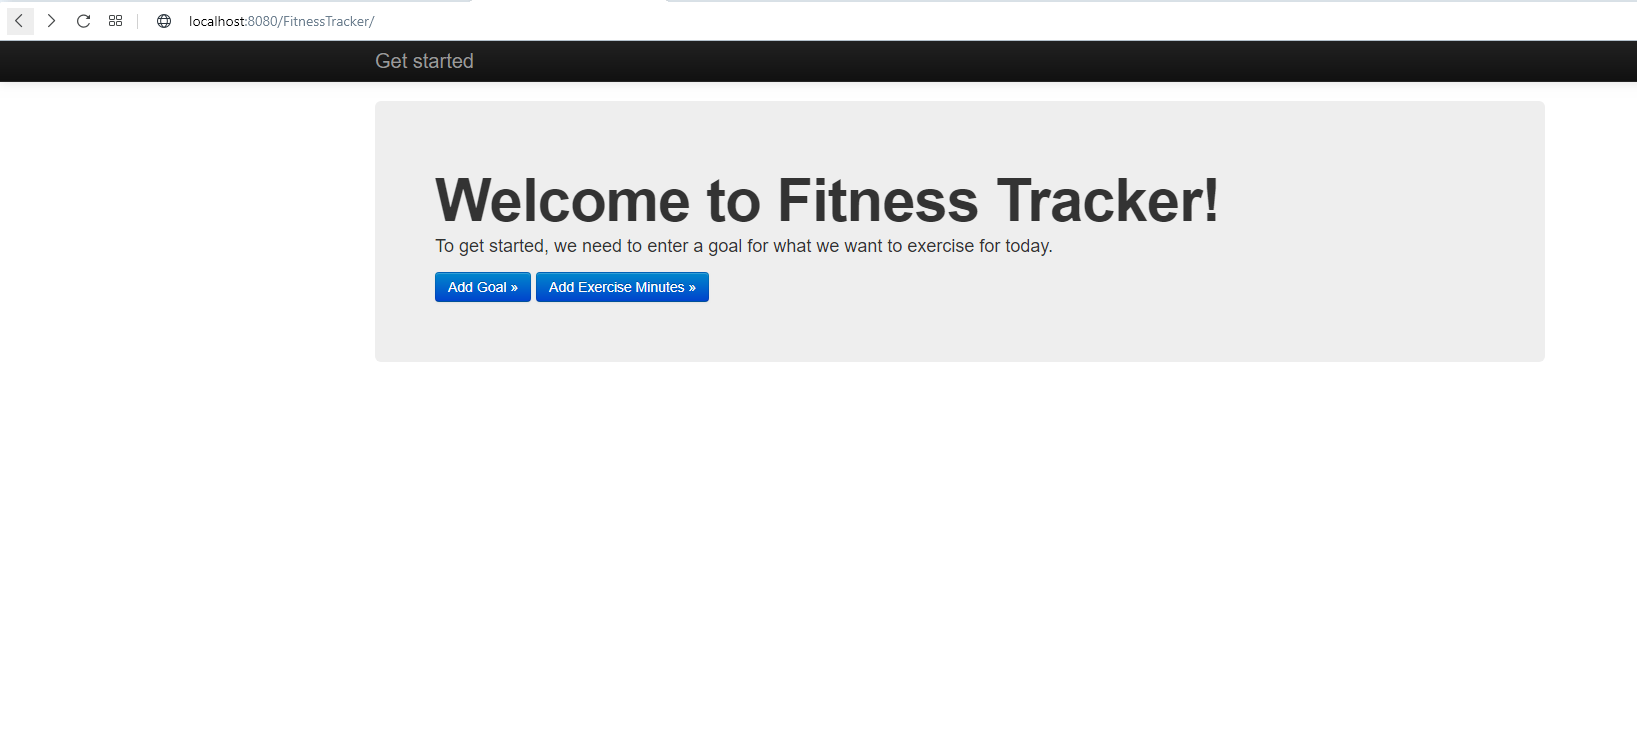 localhost:8080/FitnessTracker/
Get started
Welcome to Fitness Tracker!
To get started, we need to enter a goal for what we want to exercise for today.
Add Goal » Add Exercise Minutes »